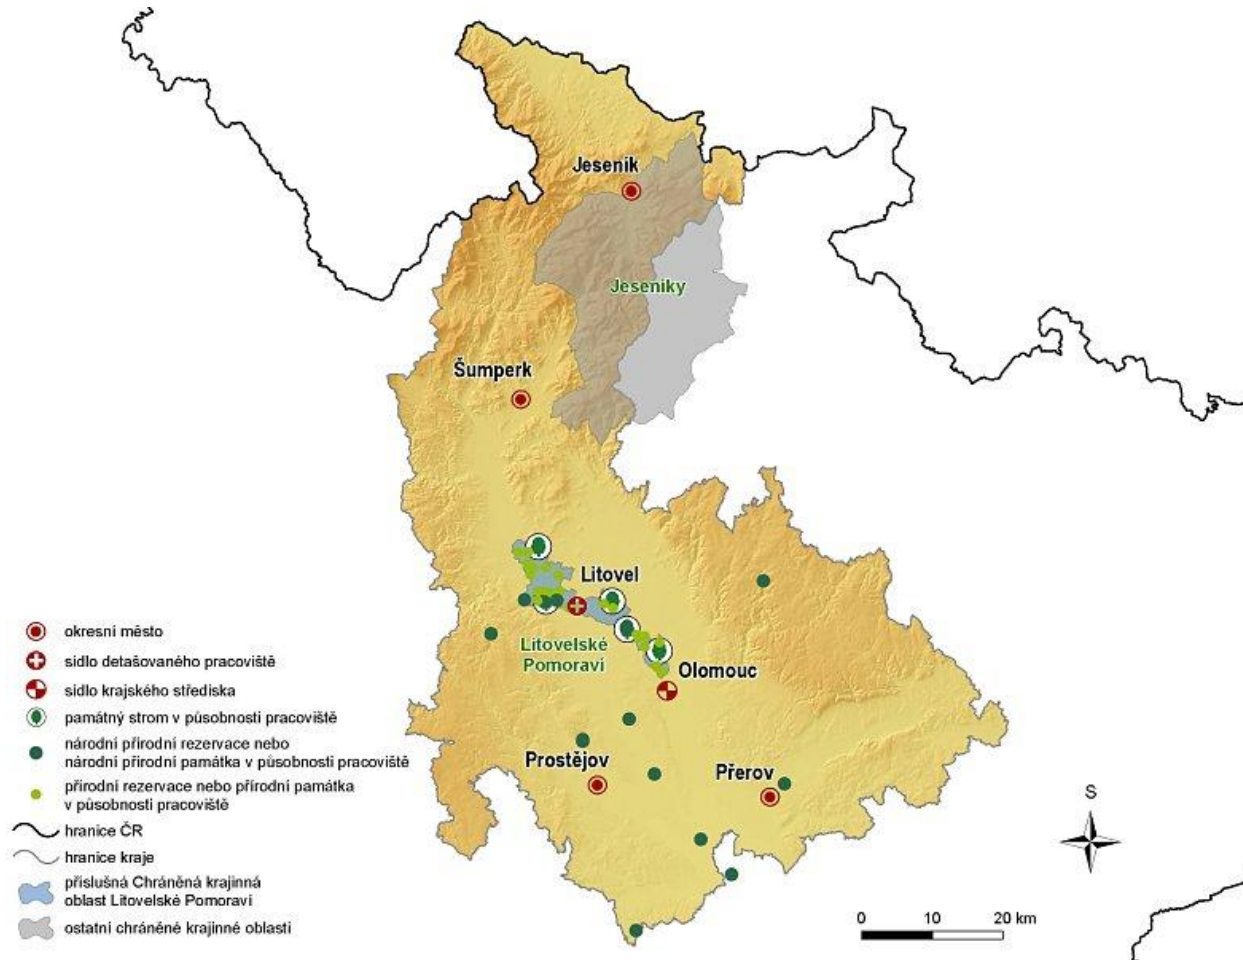 Jeseník
Jeseníky
Šumperk
Litovel
Litovelské
Pomoraví
Olomouc
Prostějov
Přerov
okresní město
sídlo detašovaného pracoviště
sídlo krajského střediska
památný strom v působnosti pracoviště
národní přírodní rezervace nebo
národní přírodní památka v působnosti pracoviště
přírodní rezervace nebo přírodní památka
v působnosti pracoviště
hranice ČR
hranice kraje
příslušná Chráněná krajinná
oblast Litovelské Pomoraví
ostatní chráněné krajinné oblasti
S
0 10 20 km